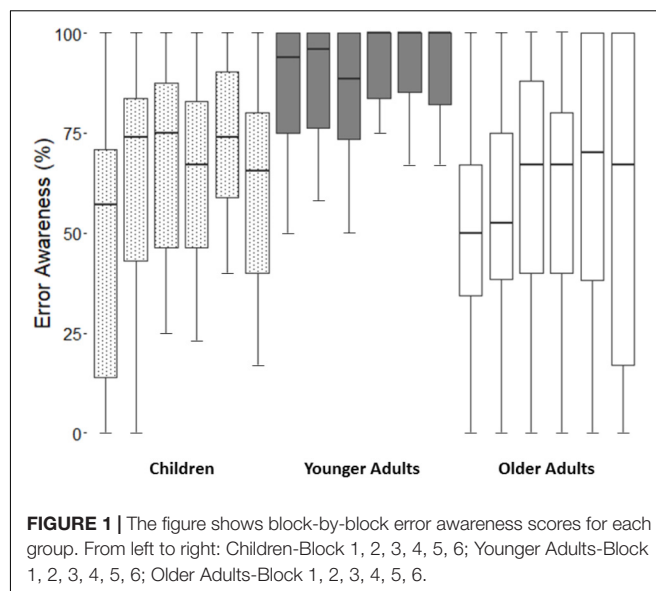 100-
75-
50-
25-
0-
Error Awareness (%)
Children
Younger Adults
Older Adults
FIGURE 1 | The figure shows block-by-block error awareness scores for each
group. From left to right: Children-Block 1, 2, 3, 4, 5, 6; Younger Adults-Block
1, 2, 3, 4, 5, 6; Older Adults-Block 1, 2, 3, 4, 5, 6.